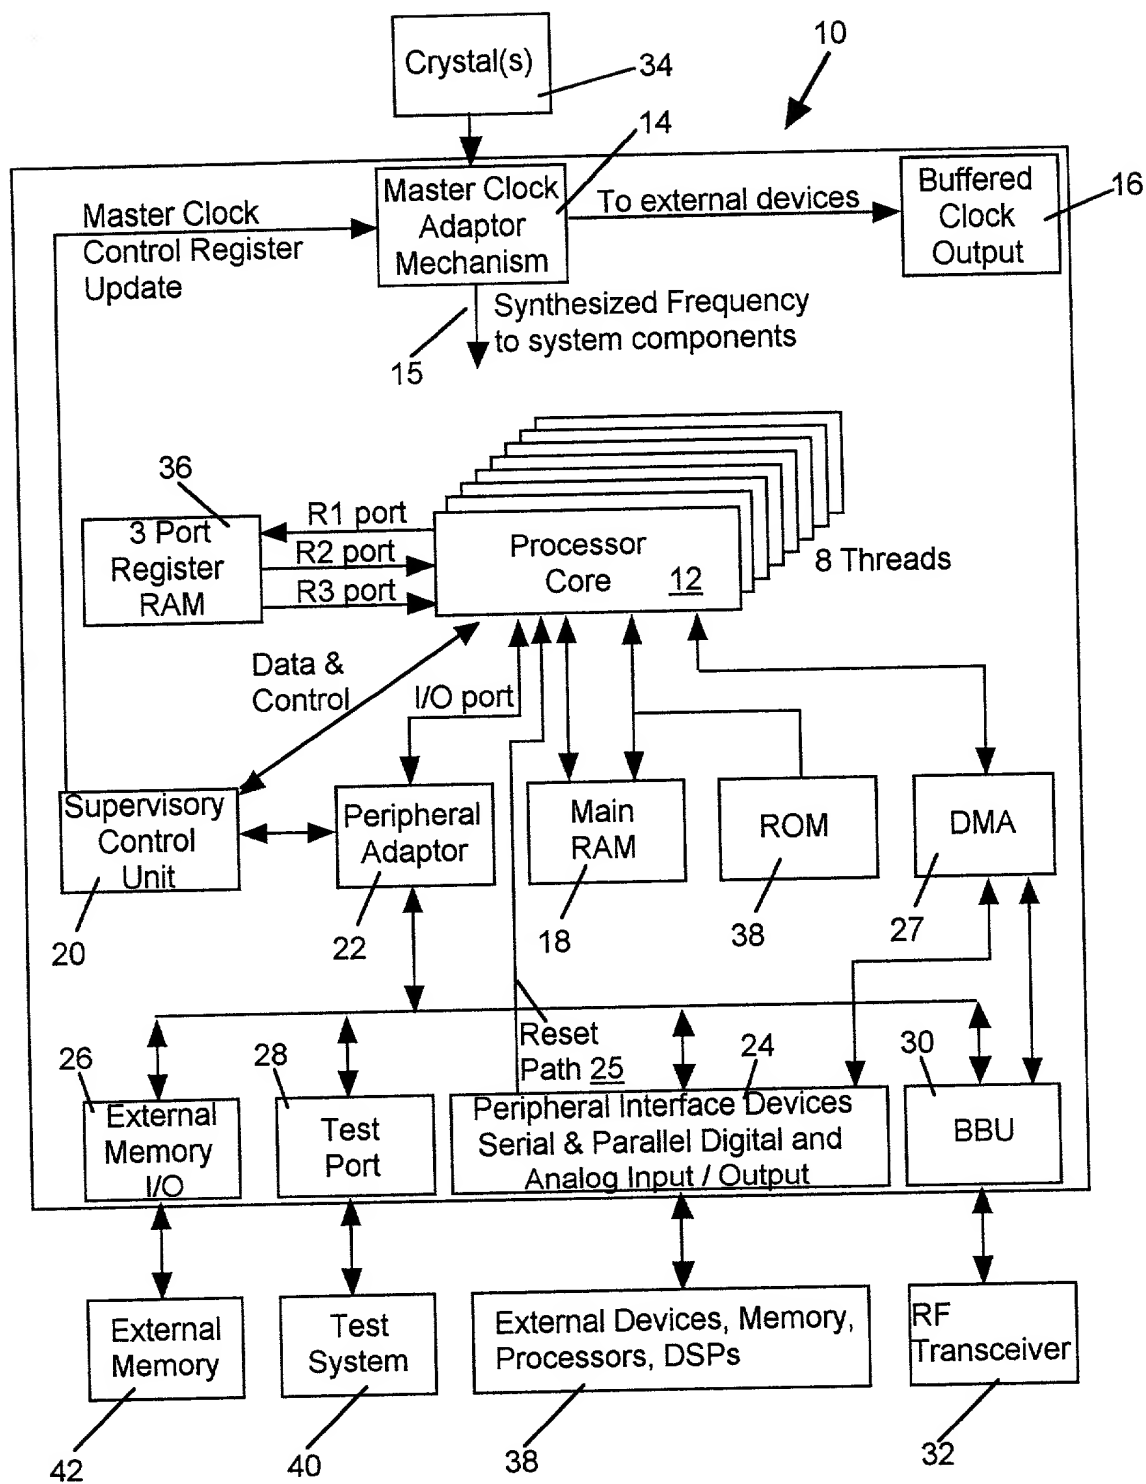 Crystal(s)
34
10
14
Master Clock
Adaptor
Mechanism
To external devices
Buffered
Clock
Output
16
Master Clock
Control Register
Update
15
Synthesized Frequency
to system components
36
3 Port
Register
RAM
R1 port
R2 port
R3 port
Processor
Core
12
8 Threads
Data &
Control
I/O port
Supervisory
Control
Unit
20
Peripheral
Adaptor
22
Main
RAM
18
ROM
38
DMA
27
Reset
Path 25
26
External
Memory
I/O
28
Test
Port
24
Peripheral Interface Devices
Serial & Parallel Digital and
Analog Input / Output
30
BBU
External
Memory
42
Test
System
40
External Devices, Memory,
Processors, DSPs
38
RF
Transceiver
32